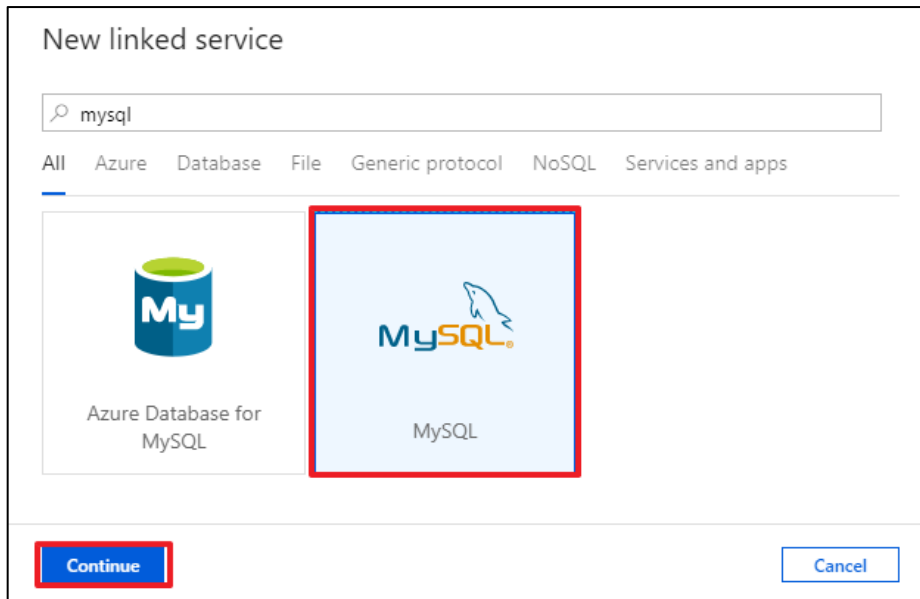 New linked service
mysql
All Azure Database File Generic protocol NoSQL Services and apps
My
MySQL®
Azure Database for
MySQL
MySQL
Continue Cancel